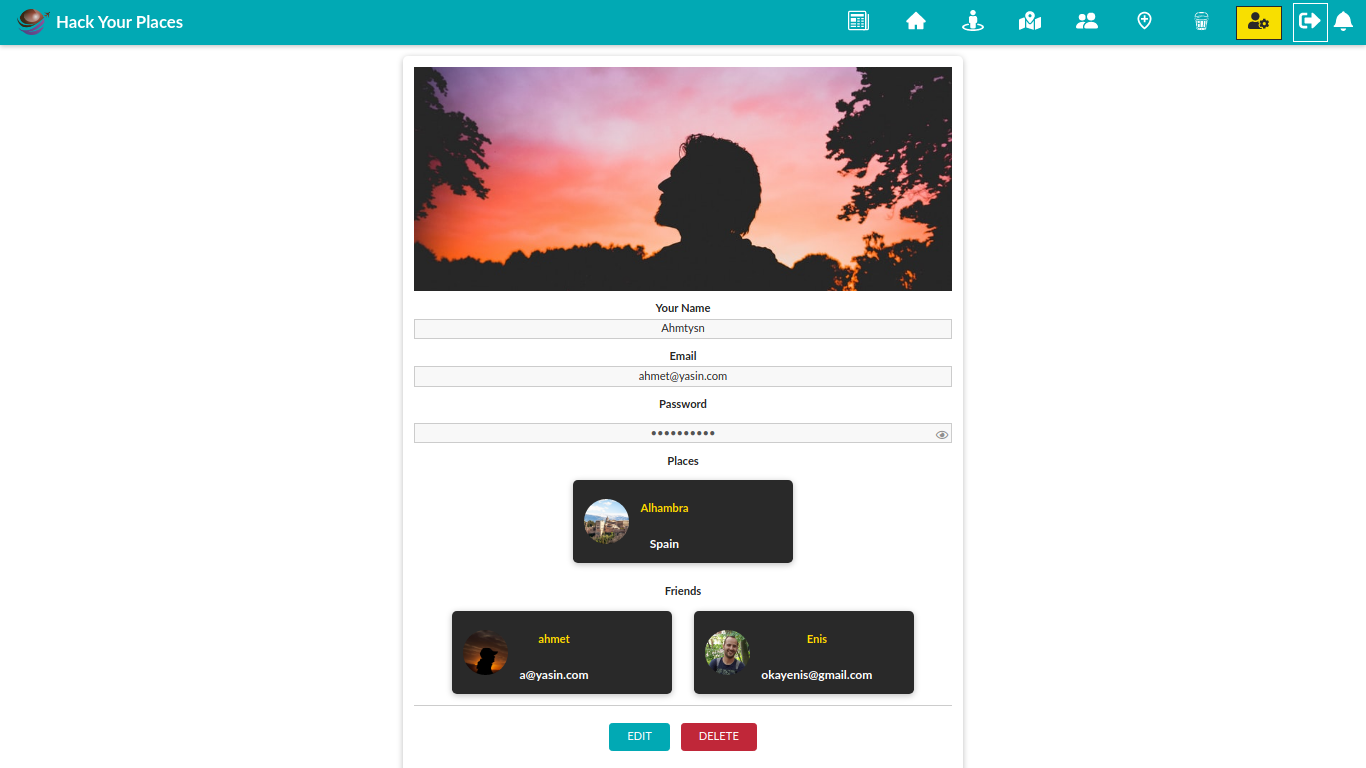 Hack Your Places
Your Name
Ahmtysn
Email
ahmet@yasin.com
Password
••••••••••
Places
Alhambra
Spain
Friends
ahmet
a@yasin.com
Enis
okayenis@gmail.com
EDIT
DELETE